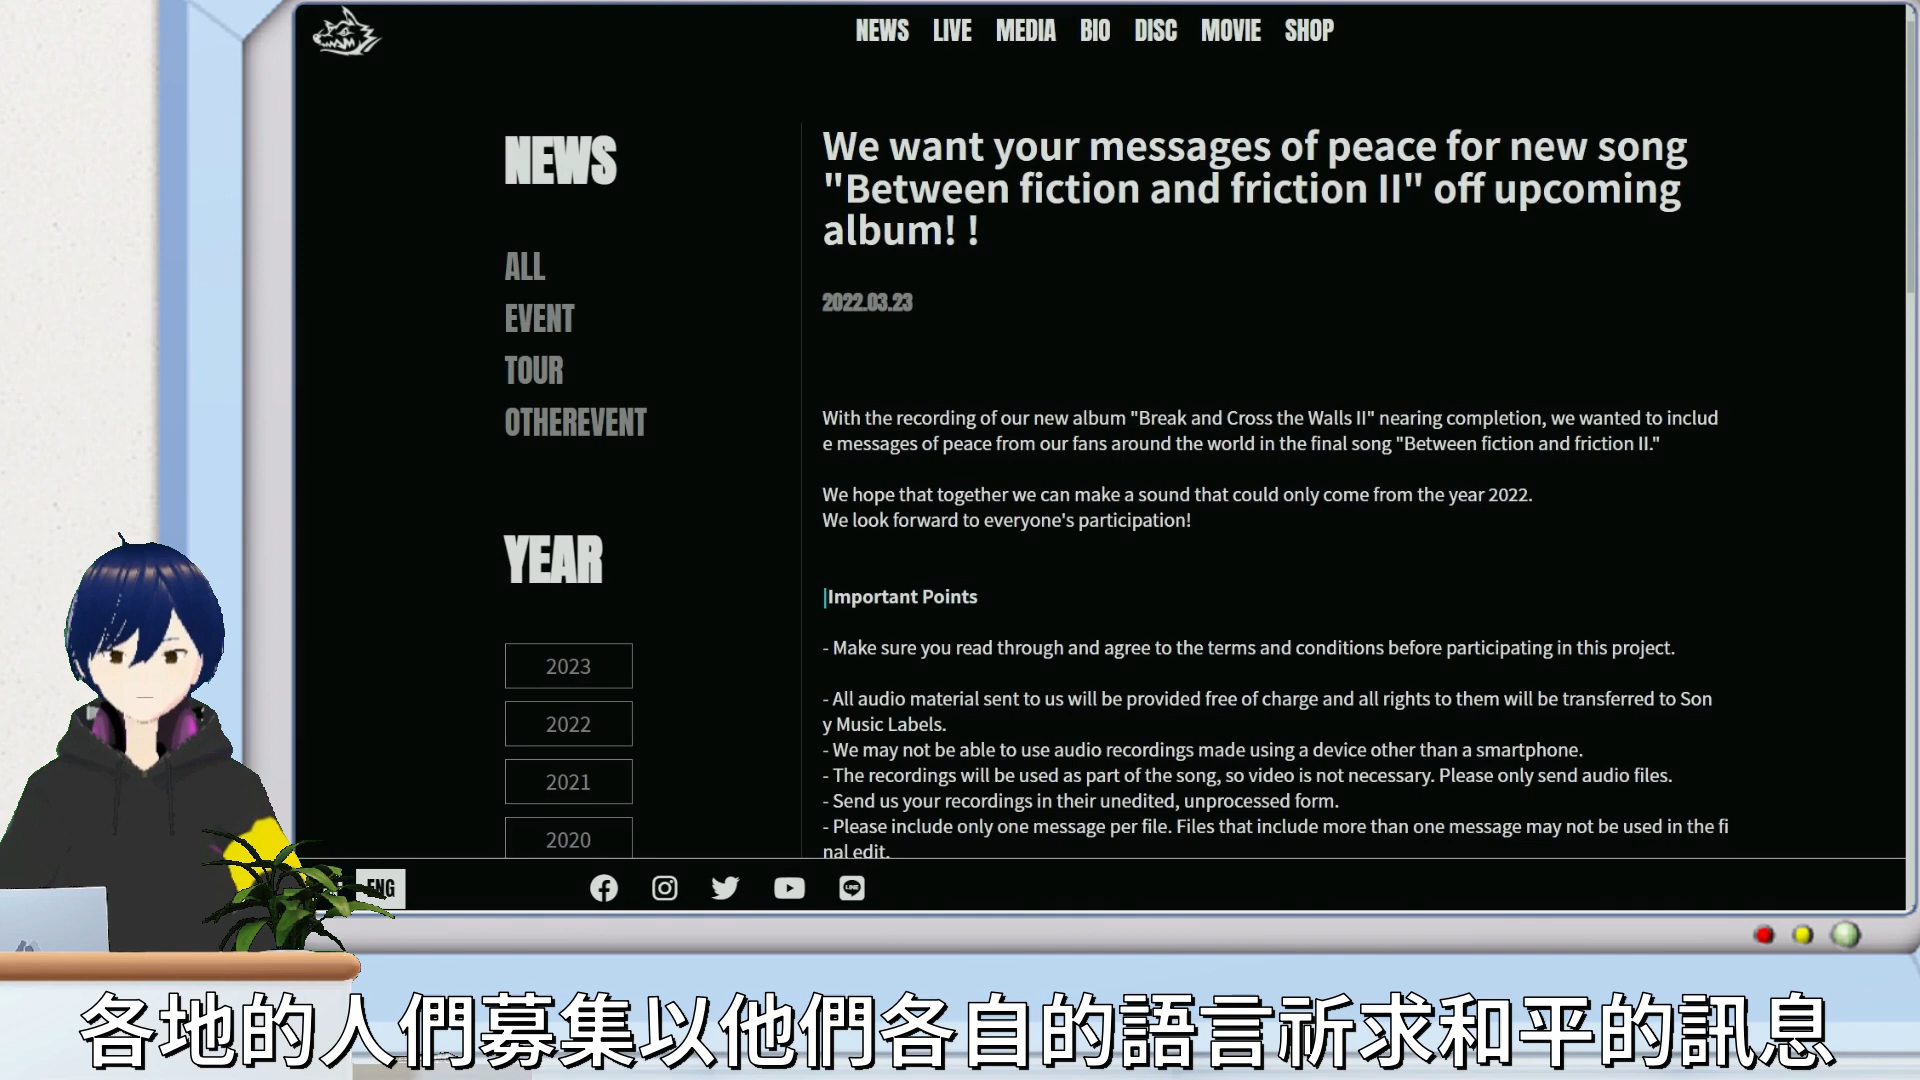 NEWS LIVE MEDIA BIO DISC MOVIE SHOP
NEWS
ALL
EVENT
TOUR
OTHEREVENT
YEAR
2023
2022
2021
2020
We want your messages of peace for new song
"Between fiction and friction II" off upcoming
album! !
2022.03.23
With the recording of our new album "Break and Cross the Walls II" nearing completion, we wanted to includ
e messages of peace from our fans around the world in the final song "Between fiction and friction II."
We hope that together we can make a sound that could only come from the year 2022.
We look forward to everyone's participation!
Important Points
- Make sure you read through and agree to the terms and conditions before participating in this project.
- All audio material sent to us will be provided free of charge and all rights to them will be transferred to Son
y Music Labels.
- We may not be able to use audio recordings made using a device other than a smartphone.
- The recordings will be used as part of the song, so video is not necessary. Please only send audio files.
- Send us your recordings in their unedited, unprocessed form.
- Please include only one message per file. Files that include more than one message may not be used in the fi
nal edit.
ENG
LINE
各地的人們募集以他們各自的語言祈求和平的訊息